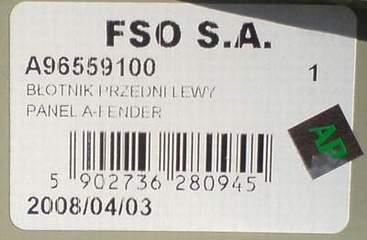 FSO S.A.
A96559100 1
BŁOTNIK PRZEDNI LEWY
PANEL A-FENDER
5 902736 280945
2008/04/03
AP